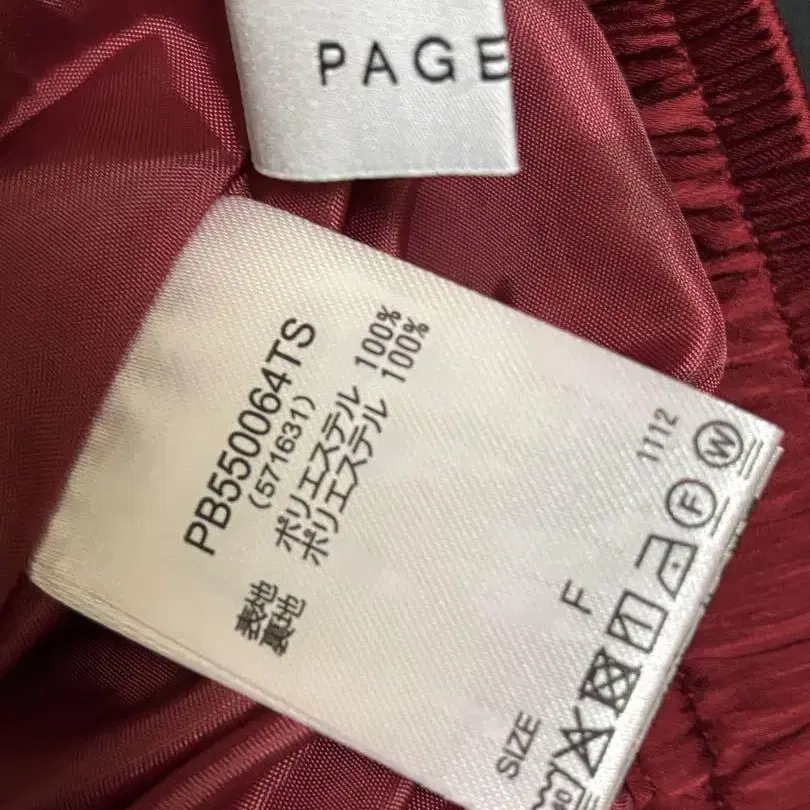 PAGE
PB550064TS
(571631)
表地 ポリエステル 100%
裏地 ポリエステル 100%
1112
F
SIZE
40
F
W